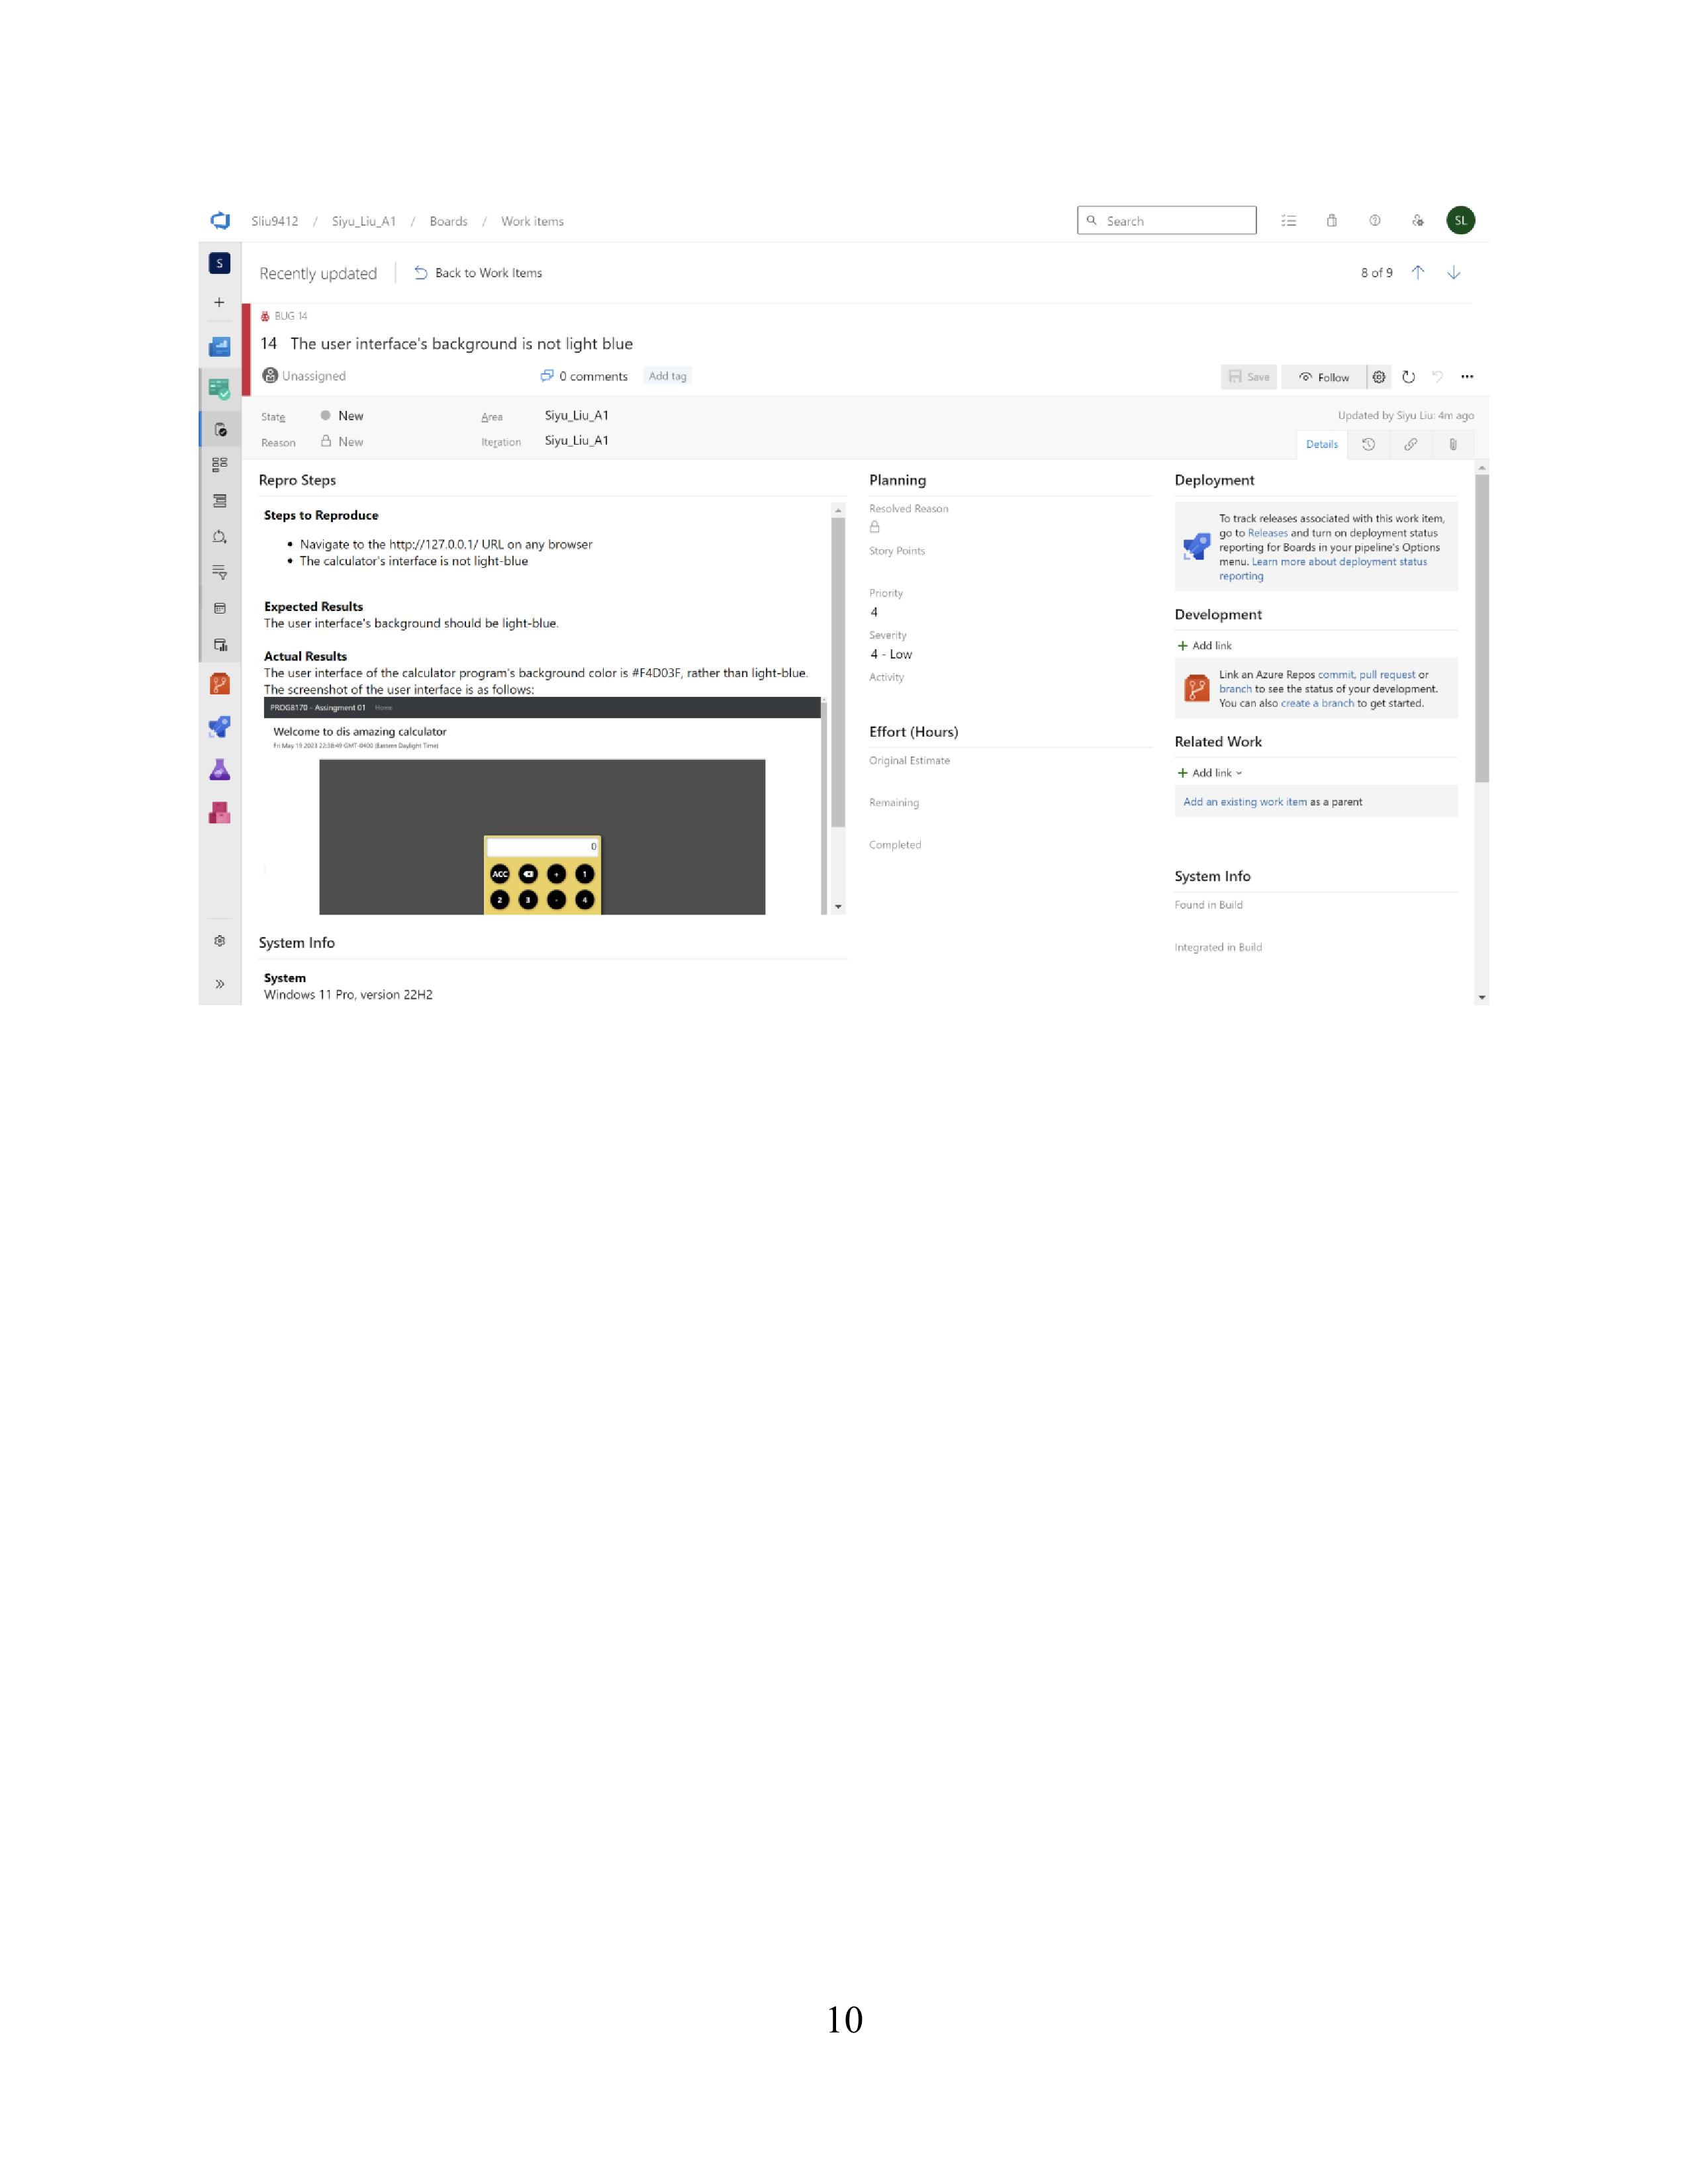 Sliu9412 / Siyu_Liu_A1 / Boards / Work items
Search
SL
S
Recently updated
Back to Work Items
8 of 9
BUG 14
14 The user interface's background is not light blue
Unassigned
0 comments
Add tag
Save
Follow
State
New
Area
Siyu_Liu_A1
Updated by Siyu Liu: 4m ago
Reason
New
Iteration
Siyu_Liu_A1
Details
Repro Steps
Steps to Reproduce
• Navigate to the http://127.0.0.1/ URL on any browser
• The calculator's interface is not light-blue
Expected Results
The user interface's background should be light-blue.
Actual Results
The user interface of the calculator program's background color is #F4D03F, rather than light-blue.
The screenshot of the user interface is as follows:
PROG8170 - Assingment 01 Home
Welcome to dis amazing calculator
Fri May 19 2023 22:38:49 GMT-0400 (Eastern Daylight Time)
0
ACC + 1
2 3 - 4
System Info
System
Windows 11 Pro, version 22H2
Planning
Resolved Reason
Story Points
Priority
4
Severity
4 - Low
Activity
Effort (Hours)
Original Estimate
Remaining
Completed
Deployment
To track releases associated with this work item,
go to Releases and turn on deployment status
reporting for Boards in your pipeline's Options
menu. Learn more about deployment status
reporting
Development
+ Add link
Link an Azure Repos commit, pull request or
branch to see the status of your development.
You can also create a branch to get started.
Related Work
+ Add link
Add an existing work item as a parent
System Info
Found in Build
Integrated in Build
10